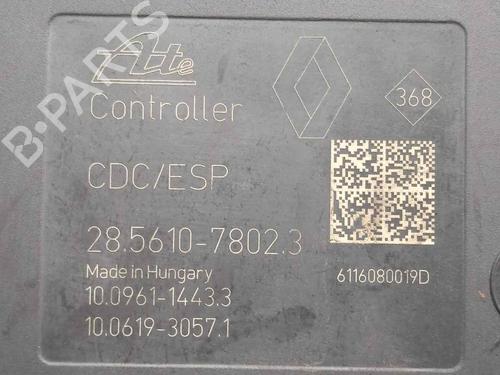 Ate
368
Controller
CDC/ESP
28.5610-7802.3
Made in Hungary
6116080019D
10.0961-1443.3
10.0619-3057.1
B-PARTS